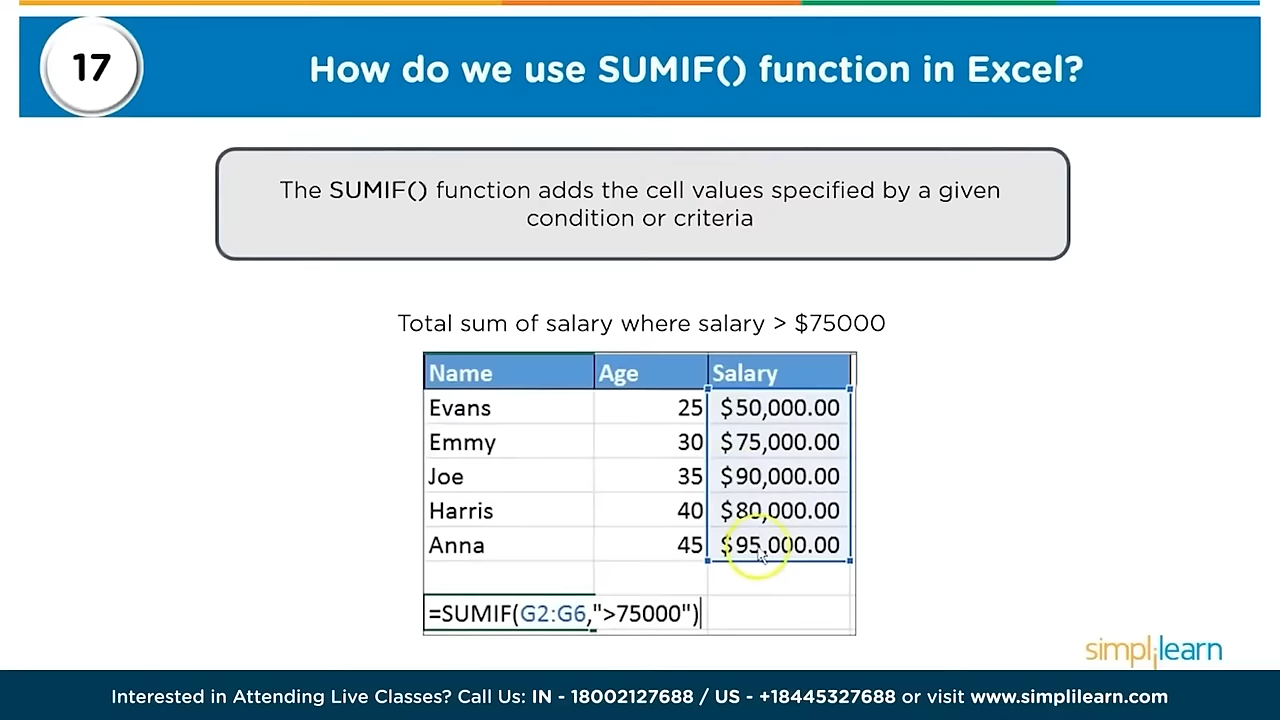 17
How do we use SUMIF() function in Excel?
The SUMIF() function adds the cell values specified by a given
condition or criteria
Total sum of salary where salary > $75000
Name Age Salary
Evans 25 $50,000.00
Emmy 30 $75,000.00
Joe 35 $90,000.00
Harris 40 $80,000.00
Anna 45 $95,000.00
=SUMIF(G2:G6,">75000")
simplilearn
Interested in Attending Live Classes? Call Us: IN - 18002127688 / US - +18445327688 or visit www.simplilearn.com